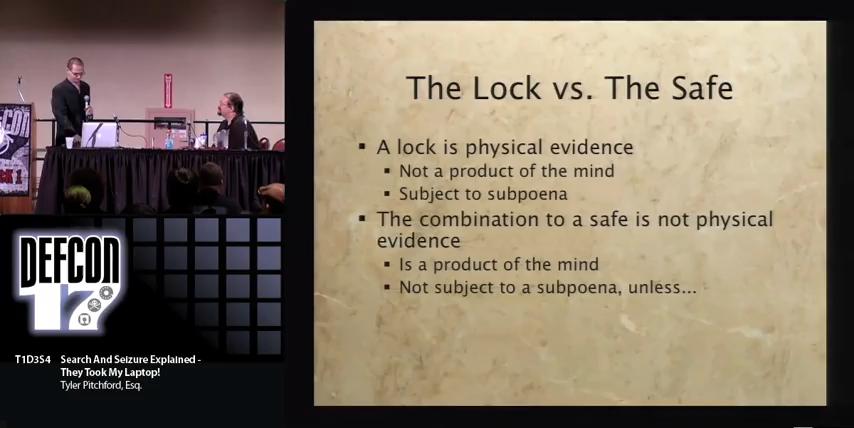 The Lock vs. The Safe
▪ A lock is physical evidence
▪ Not a product of the mind
▪ Subject to subpoena
▪ The combination to a safe is not physical
evidence
▪ Is a product of the mind
▪ Not subject to a subpoena, unless...
DEFCON
17
T1D3S4 Search And Seizure Explained -
They Took My Laptop!
Tyler Pitchford, Esq.